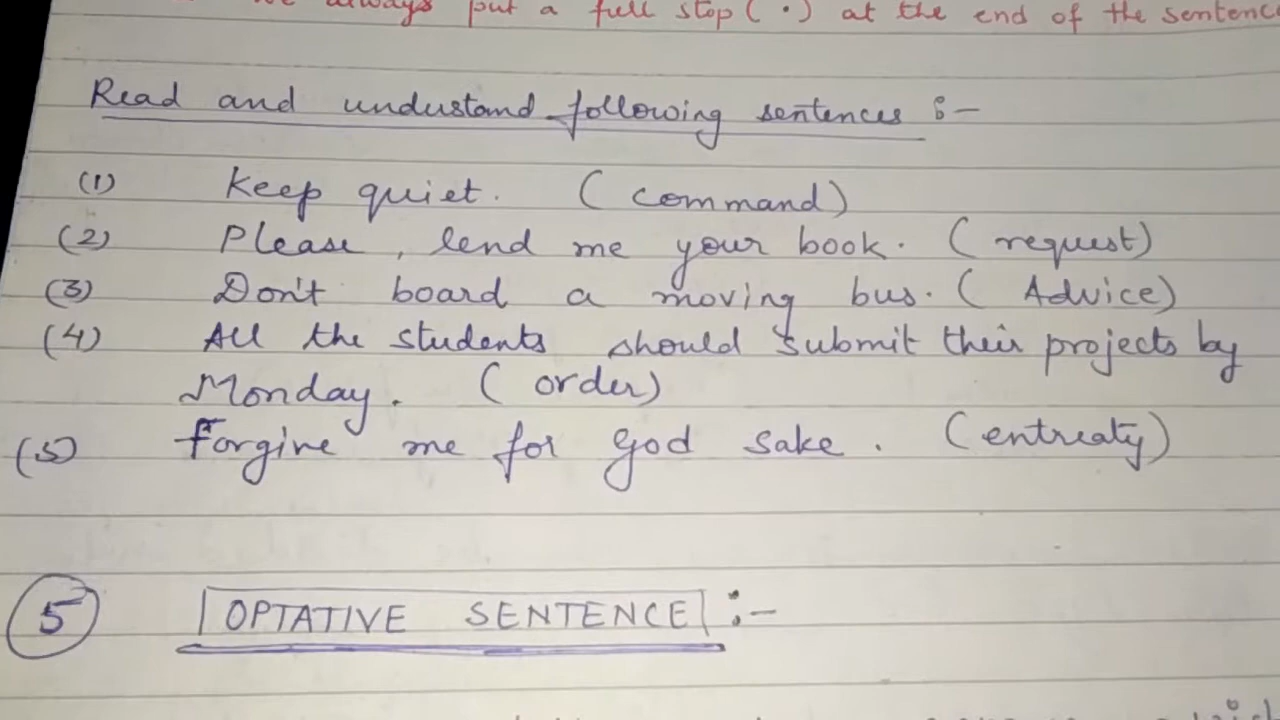 we always put a full stop ( . ) at the end of the sentence
Read and understand following sentences :-
(1) Keep quiet. ( command)
(2) Please, lend me your book. ( request)
(3) Don't board a moving bus. ( Advice)
(4) All the students should submit their projects by
Monday. ( order)
(5) Forgive me for god sake. (entreaty)
5 OPTATIVE SENTENCE :-